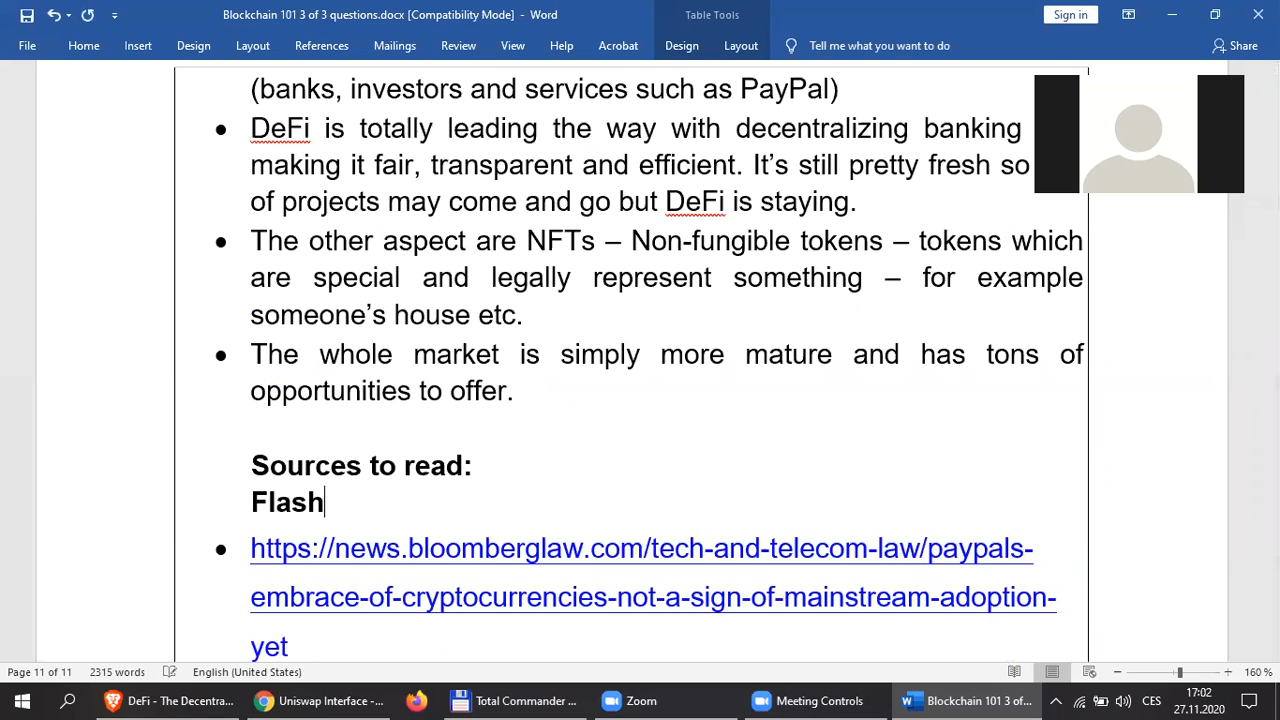 Blockchain 101 3 of 3 questions.docx [Compatibility Mode] - Word
Table Tools
Sign in
File Home Insert Design Layout References Mailings Review View Help Acrobat Design Layout Tell me what you want to do Share
(banks, investors and services such as PayPal)
• DeFi is totally leading the way with decentralizing banking
making it fair, transparent and efficient. It’s still pretty fresh so
of projects may come and go but DeFi is staying.
• The other aspect are NFTs – Non-fungible tokens – tokens which
are special and legally represent something – for example
someone’s house etc.
• The whole market is simply more mature and has tons of
opportunities to offer.
Sources to read:
Flash
• https://news.bloomberglaw.com/tech-and-telecom-law/paypals-
embrace-of-cryptocurrencies-not-a-sign-of-mainstream-adoption-
yet
Page 11 of 11 2315 words English (United States) 160 %
DeFi - The Decentra... Uniswap Interface -... Total Commander ... Zoom Meeting Controls Blockchain 101 3 of... CES 17:02
27.11.2020